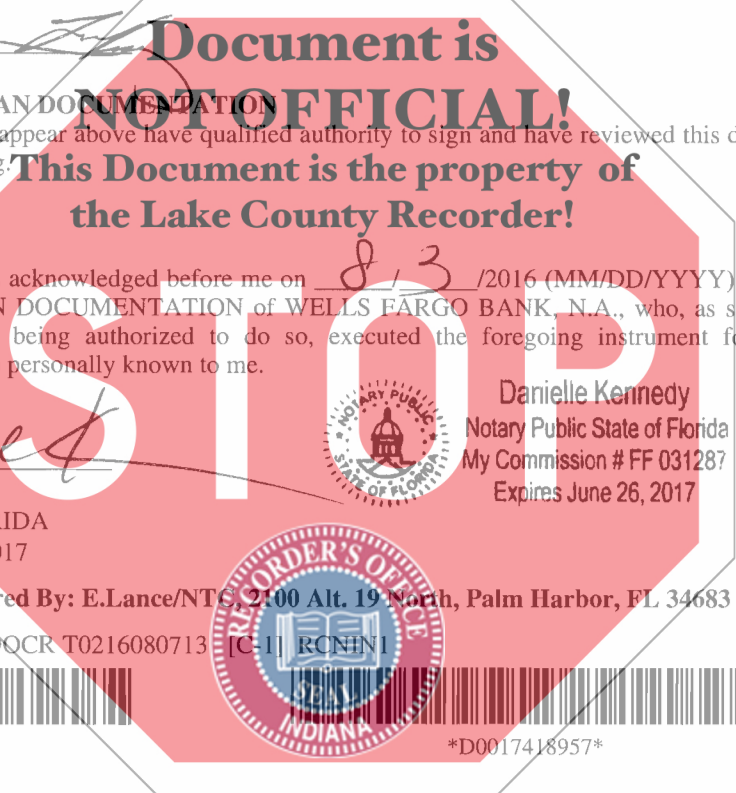 Document is
AN DOCUMENTATION
NOT OFFICIAL!
appear above have qualified authority to sign and have reviewed this d
g.
This Document is the property of
the Lake County Recorder!
acknowledged before me on 8 / 3 /2016 (MM/DD/YYYY)
N DOCUMENTATION of WELLS FARGO BANK, N.A., who, as s
being authorized to do so, executed the foregoing instrument fo
personally known to me.
STOP
NOTARY PUBLIC
STATE OF FLORIDA
Danielle Kennedy
Notary Public State of Florida
My Commission # FF 031287
Expires June 26, 2017
RIDA
017
red By: E.Lance/NTC, 2100 Alt. 19 North, Palm Harbor, FL 34683
OCR T0216080713 [C-1] RCNIN1
RECORDER'S OFFICE
SEAL
INDIANA
*D0017418957*